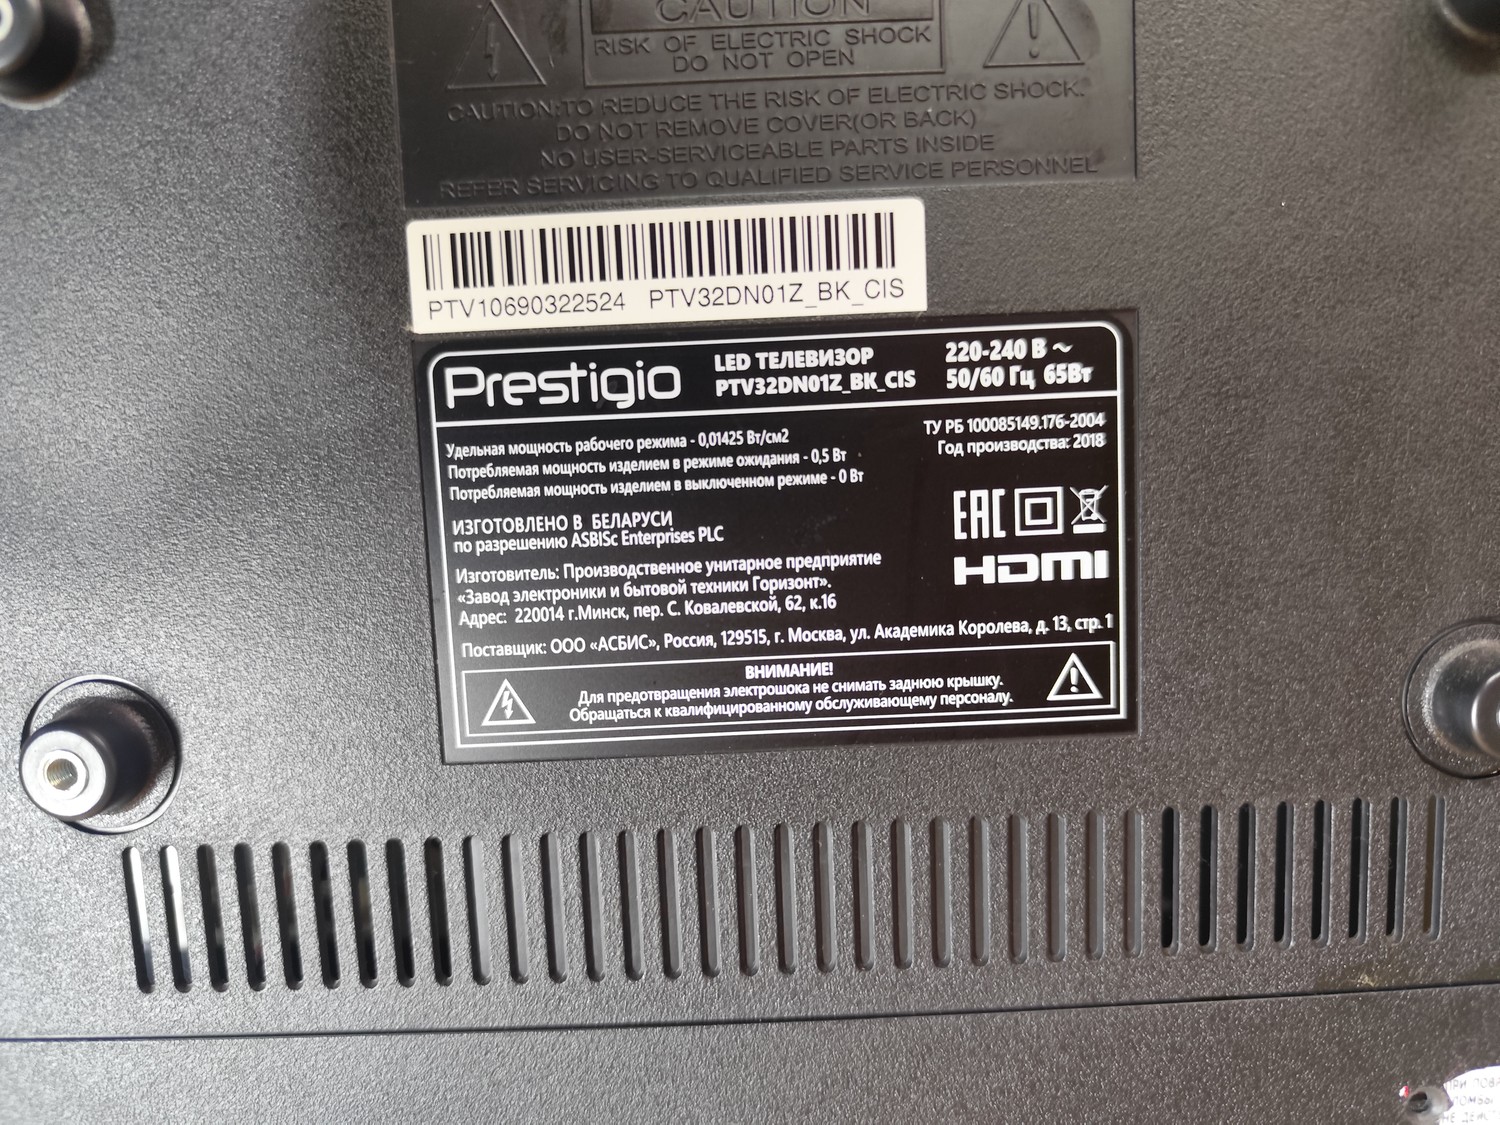 CAUTION
RISK OF ELECTRIC SHOCK
DO NOT OPEN
CAUTION:TO REDUCE THE RISK OF ELECTRIC SHOCK.
DO NOT REMOVE COVER(OR BACK)
NO USER-SERVICEABLE PARTS INSIDE
REFER SERVICING TO QUALIFIED SERVICE PERSONNEL
PTV10690322524 PTV32DN01Z_BK_CIS
Prestigio
LED ТЕЛЕВИЗОР
PTV32DN01Z_BK_CIS
220-240 В ~
50/60 Гц 65Вт
Удельная мощность рабочего режима - 0,01425 Вт/см2
Потребляемая мощность изделием в режиме ожидания - 0,5 Вт
Потребляемая мощность изделием в выключенном режиме - 0 Вт
ТУ РБ 100085149.176-2004
Год производства: 2018
ИЗГОТОВЛЕНО В БЕЛАРУСИ
по разрешению ASBISc Enterprises PLC
EAC
HDMI
Изготовитель: Производственное унитарное предприятие
«Завод электроники и бытовой техники Горизонт».
Адрес: 220014 г.Минск, пер. С. Ковалевской, 62, к.16
Поставщик: ООО «АСБИС», Россия, 129515, г. Москва, ул. Академика Королева, д. 13, стр. 1
ВНИМАНИЕ!
Для предотвращения электрошока не снимать заднюю крышку.
Обращаться к квалифицированному обслуживающему персоналу.
ПРИ ПОВ
ПЛОМБЫ
НЕ ДЕЙСТ